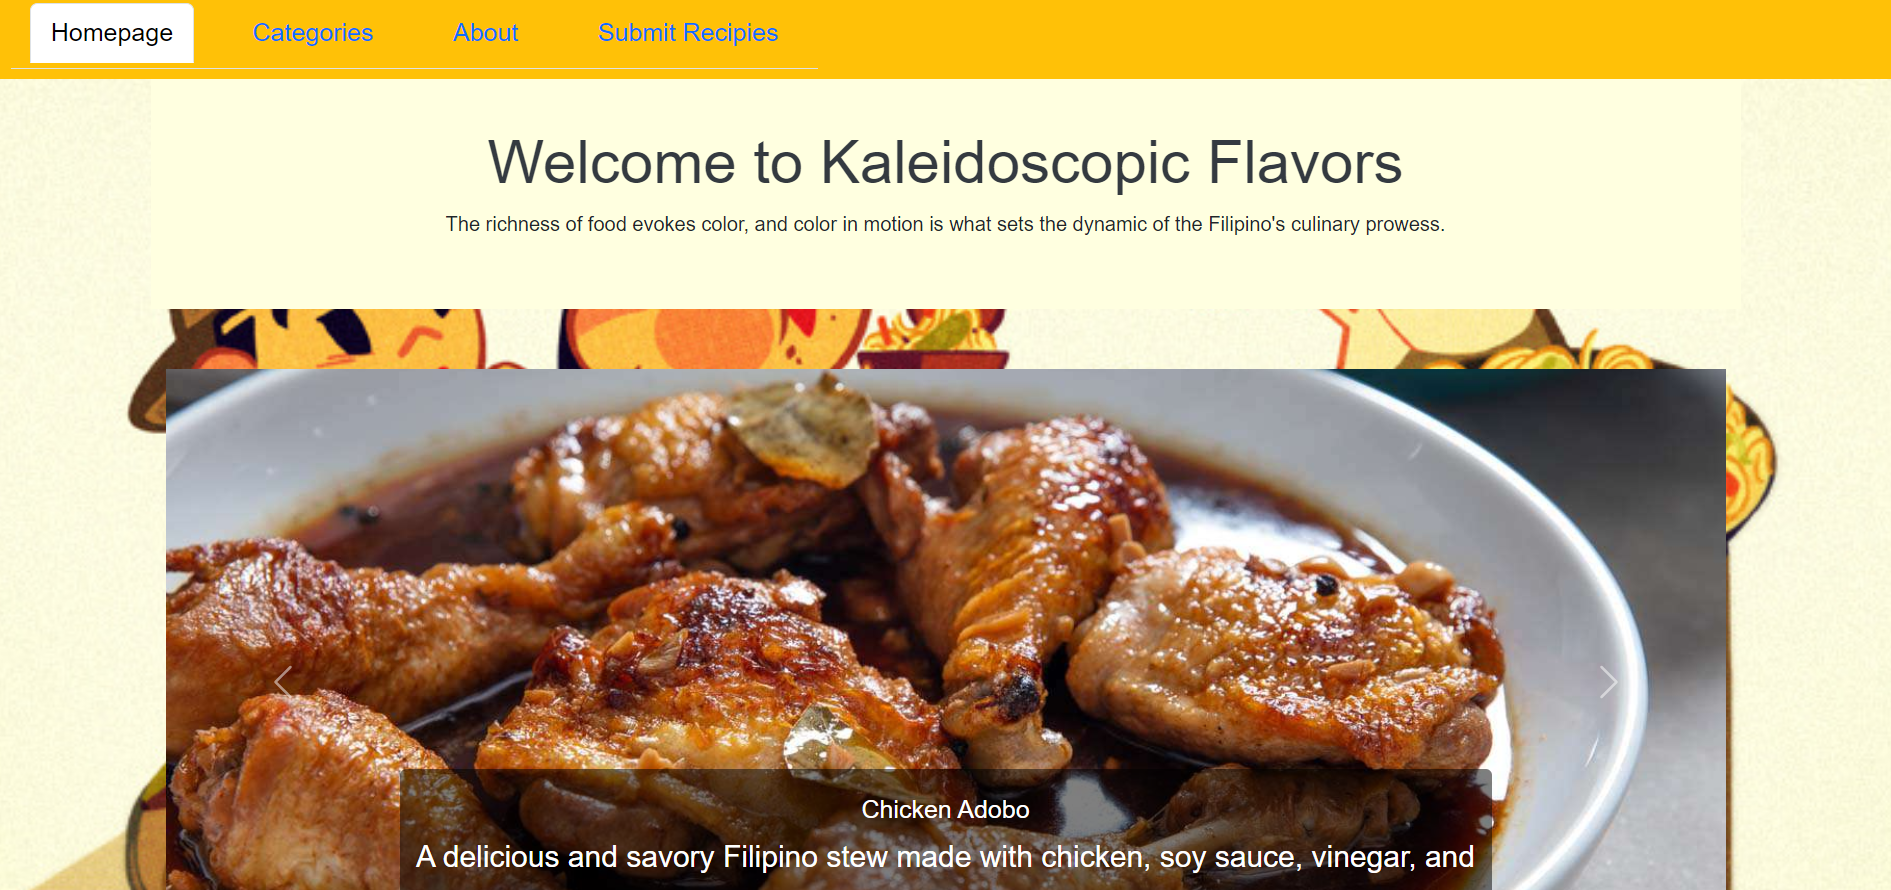 Homepage Categories About Submit Recipies
Welcome to Kaleidoscopic Flavors
The richness of food evokes color, and color in motion is what sets the dynamic of the Filipino's culinary prowess.
Chicken Adobo
A delicious and savory Filipino stew made with chicken, soy sauce, vinegar, and